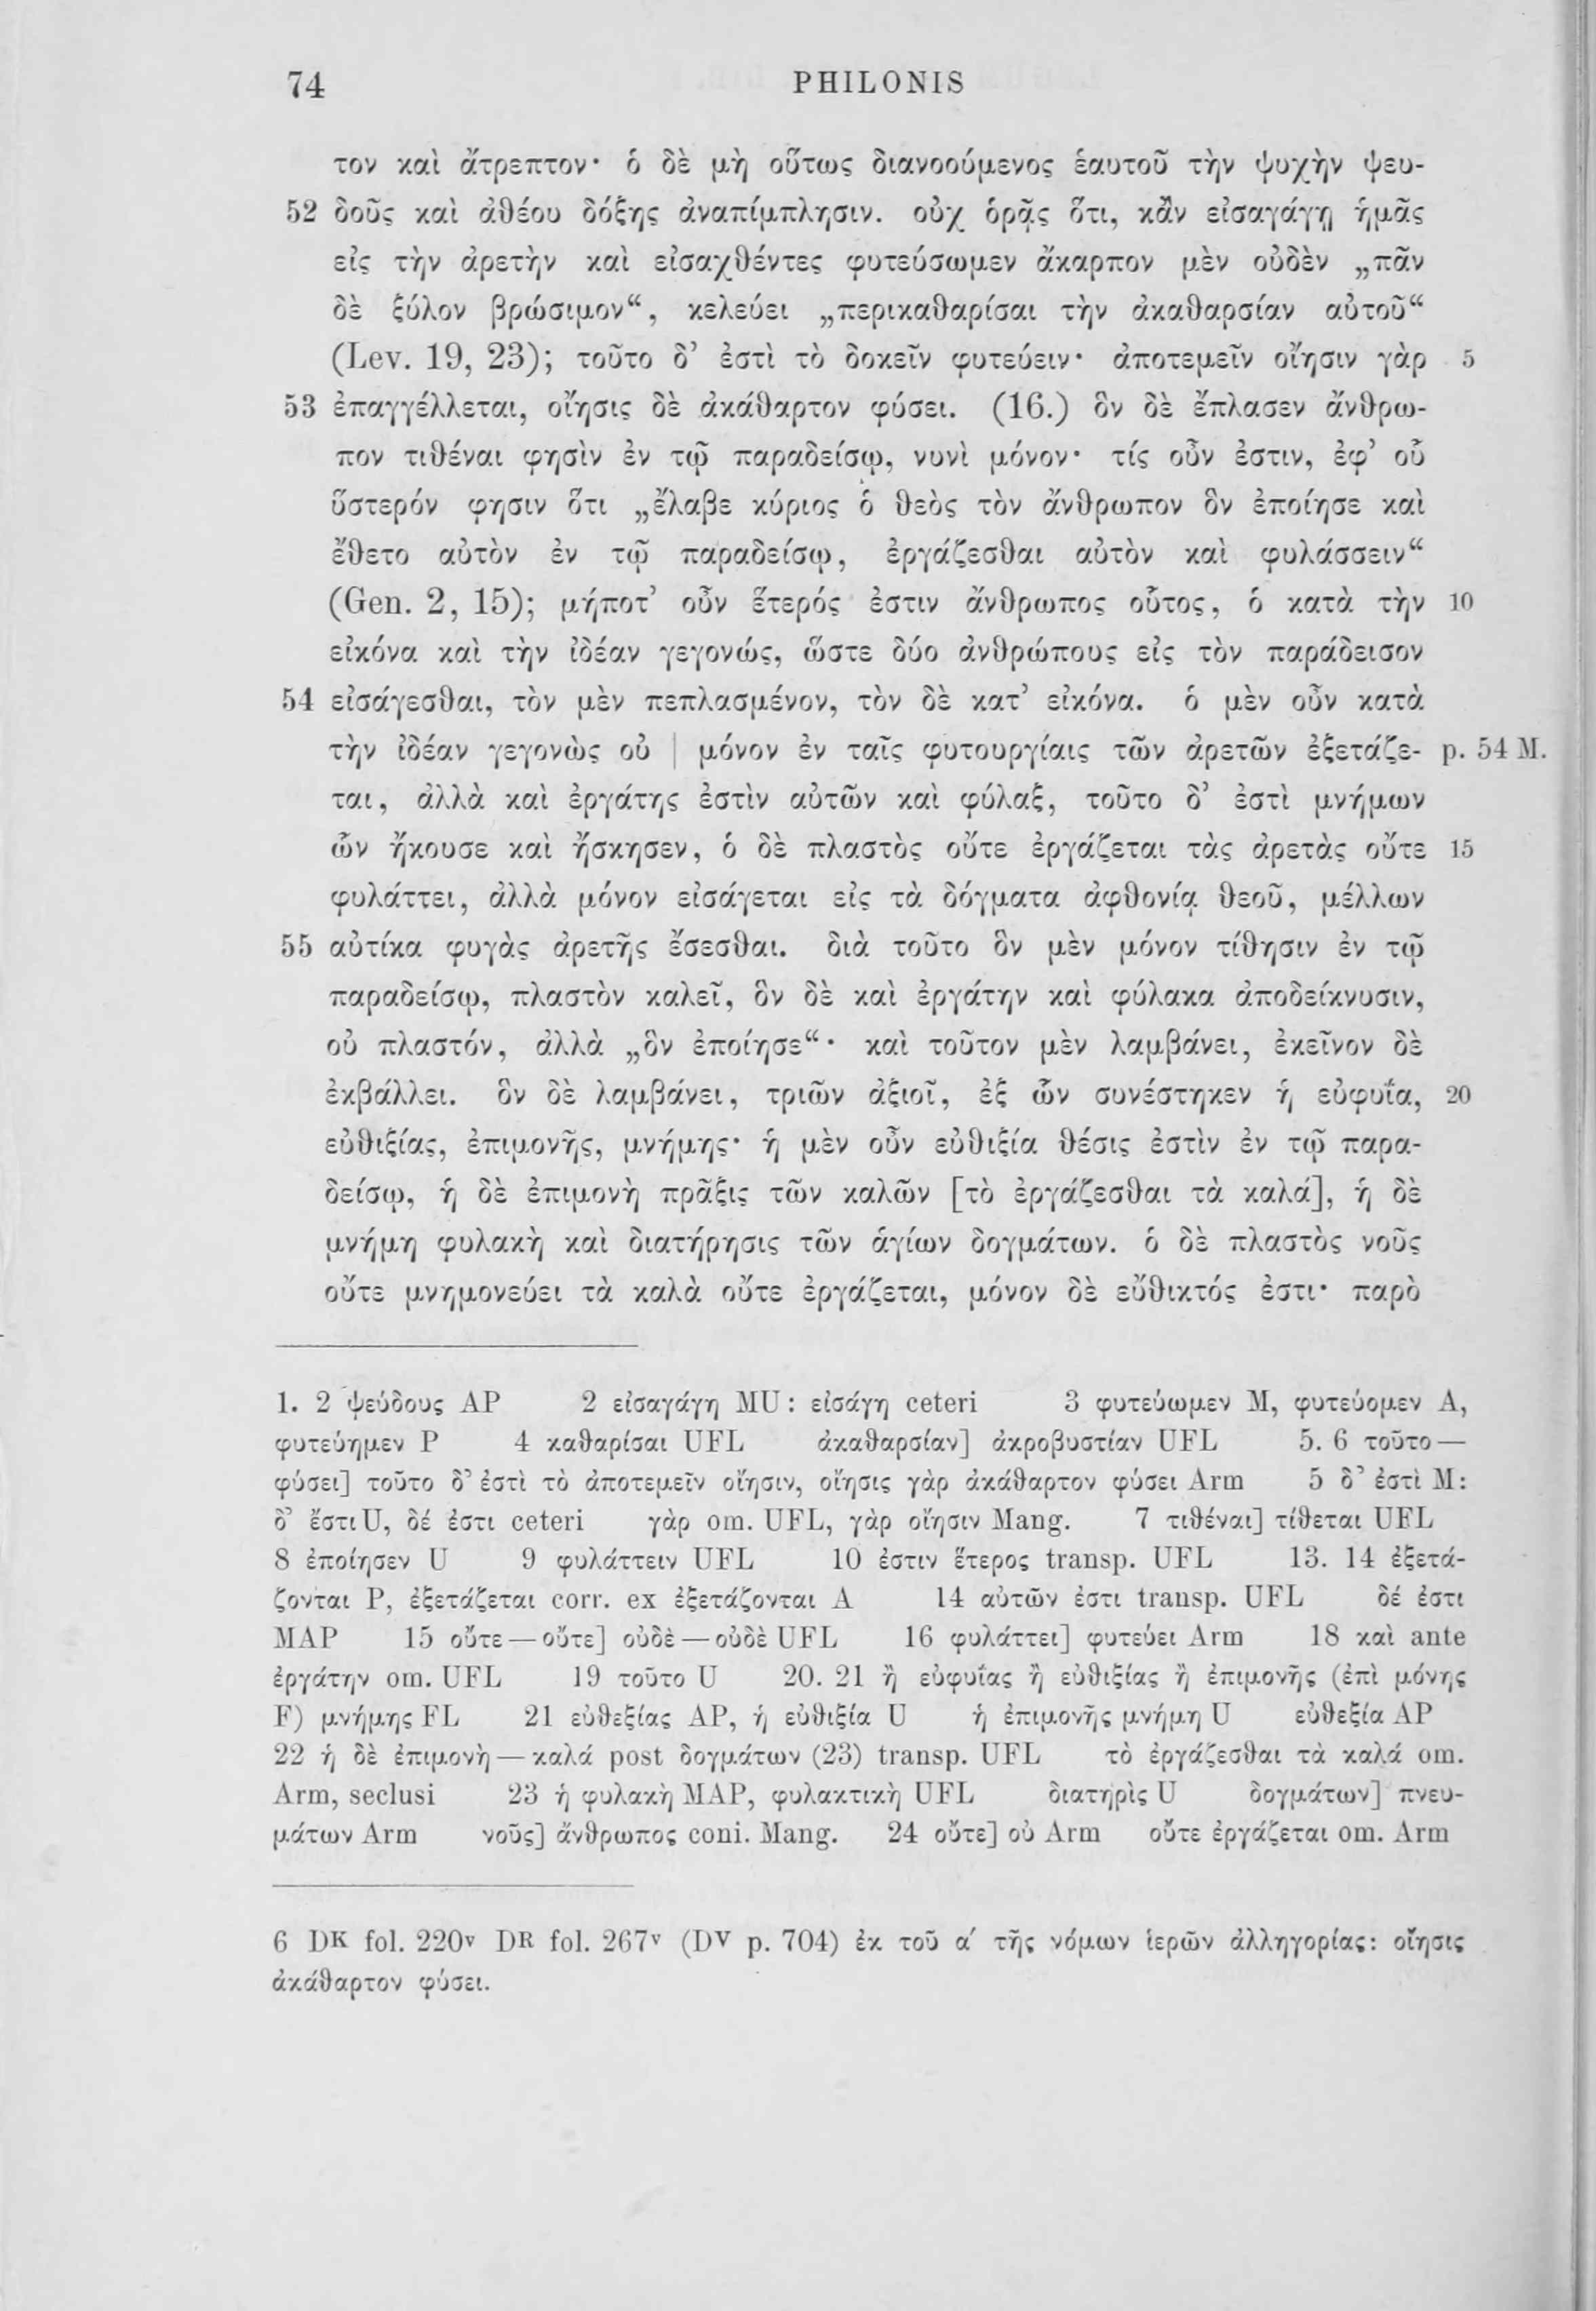 74 PHILONIS
τον καὶ ἄτρεπτον· ὁ δὲ μὴ οὕτως διανοούμενος ἑαυτοῦ τὴν ψυχὴν ψευ-
52 δοῦς καὶ ἀθέου δόξης ἀναπίμπλησιν. οὐχ ὁρᾷς ὅτι, κἂν εἰσαγάγῃ ἡμᾶς
εἰς τὴν ἀρετὴν καὶ εἰσαχθέντες φυτεύσωμεν ἄκαρπον μὲν οὐδὲν „πᾶν
δὲ ξύλον βρώσιμον“, κελεύει „περικαθαρίσαι τὴν ἀκαθαρσίαν αὐτοῦ“
(Lev. 19, 23); τοῦτο δ’ ἐστὶ τὸ δοκεῖν φυτεύειν· ἀποτεμεῖν οἴησιν γὰρ 5
53 ἐπαγγέλλεται, οἴησις δὲ ἀκάθαρτον φύσει. (16.) ὃν δὲ ἔπλασεν ἄνθρω-
πον τιθέναι φησὶν ἐν τῷ παραδείσῳ, νυνὶ μόνον· τίς οὖν ἐστιν, ἐφ’ οὗ
ὕστερόν φησιν ὅτι „ἔλαβε κύριος ὁ θεὸς τὸν ἄνθρωπον ὃν ἐποίησε καὶ
ἔθετο αὐτὸν ἐν τῷ παραδείσῳ, ἐργάζεσθαι αὐτὸν καὶ φυλάσσειν“
(Gen. 2, 15); μήποτ’ οὖν ἕτερός ἐστιν ἄνθρωπος οὗτος, ὁ κατὰ τὴν 10
εἰκόνα καὶ τὴν ἰδέαν γεγονώς, ὥστε δύο ἀνθρώπους εἰς τὸν παράδεισον
54 εἰσάγεσθαι, τὸν μὲν πεπλασμένον, τὸν δὲ κατ’ εἰκόνα. ὁ μὲν οὖν κατὰ
τὴν ἰδέαν γεγονὼς οὐ | μόνον ἐν ταῖς φυτουργίαις τῶν ἀρετῶν ἐξετάζε- p. 54 M.
ται, ἀλλὰ καὶ ἐργάτης ἐστὶν αὐτῶν καὶ φύλαξ, τοῦτο δ’ ἐστὶ μνήμων
ὧν ἤκουσε καὶ ἤσκησεν, ὁ δὲ πλαστὸς οὔτε ἐργάζεται τὰς ἀρετὰς οὔτε 15
φυλάττει, ἀλλὰ μόνον εἰσάγεται εἰς τὰ δόγματα ἀφθονίᾳ θεοῦ, μέλλων
55 αὐτίκα φυγὰς ἀρετῆς ἔσεσθαι. διὰ τοῦτο ὃν μὲν μόνον τίθησιν ἐν τῷ
παραδείσῳ, πλαστὸν καλεῖ, ὃν δὲ καὶ ἐργάτην καὶ φύλακα ἀποδείκνυσιν,
οὐ πλαστόν, ἀλλὰ „ὃν ἐποίησε“· καὶ τοῦτον μὲν λαμβάνει, ἐκεῖνον δὲ
ἐκβάλλει. ὃν δὲ λαμβάνει, τριῶν ἀξιοῖ, ἐξ ὧν συνέστηκεν ἡ εὐφυΐα, 20
εὐθιξίας, ἐπιμονῆς, μνήμης· ἡ μὲν οὖν εὐθιξία θέσις ἐστὶν ἐν τῷ παρα-
δείσῳ, ἡ δὲ ἐπιμονὴ πρᾶξις τῶν καλῶν [τὸ ἐργάζεσθαι τὰ καλά], ἡ δὲ
μνήμη φυλακὴ καὶ διατήρησις τῶν ἁγίων δογμάτων. ὁ δὲ πλαστὸς νοῦς
οὔτε μνημονεύει τὰ καλὰ οὔτε ἐργάζεται, μόνον δὲ εὔθικτός ἐστι· παρὸ
1. 2 ψεύδους AP 2 εἰσαγάγη MU: εἰσάγη ceteri 3 φυτεύωμεν M, φυτεύομεν A,
φυτεύημεν P 4 καθαρίσαι UFL ἀκαθαρσίαν] ἀκροβυστίαν UFL 5. 6 τοῦτο—
φύσει] τοῦτο δ’ ἐστὶ τὸ ἀποτεμεῖν οἴησιν, οἴησις γὰρ ἀκάθαρτον φύσει Arm 5 δ’ ἐστὶ M:
δ’ ἔστι U, δέ ἐστι ceteri γὰρ om. UFL, γὰρ οἴησιν Mang. 7 τιθέναι] τίθεται UFL
8 ἐποίησεν U 9 φυλάττειν UFL 10 ἐστιν ἕτερος transp. UFL 13. 14 ἐξετά-
ζονται P, ἐξετάζεται corr. ex ἐξετάζονται A 14 αὐτῶν ἐστι transp. UFL δέ ἐστι
MAP 15 οὔτε—οὔτε] οὐδὲ—οὐδὲ UFL 16 φυλάττει] φυτεύει Arm 18 καὶ ante
ἐργάτην om. UFL 19 τοῦτο U 20. 21 ἢ εὐφυΐας ἢ εὐθιξίας ἢ ἐπιμονῆς (ἐπὶ μόνης
F) μνήμης FL 21 εὐθεξίας AP, ἡ εὐθιξία U ἡ ἐπιμονῆς μνήμη U εὐθεξία AP
22 ἡ δὲ ἐπιμονὴ—καλά post δογμάτων (23) transp. UFL τὸ ἐργάζεσθαι τὰ καλά om.
Arm, seclusi 23 ἡ φυλακὴ MAP, φυλακτικὴ UFL διατηρὶς U δογμάτων] πνευ-
μάτων Arm νοῦς] ἄνθρωπος coni. Mang. 24 οὔτε] οὐ Arm οὔτε ἐργάζεται om. Arm
6 DK fol. 220v DR fol. 267v (DV p. 704) ἐκ τοῦ α′ τῆς νόμων ἱερῶν ἀλληγορίας: οἴησις
ἀκάθαρτον φύσει.